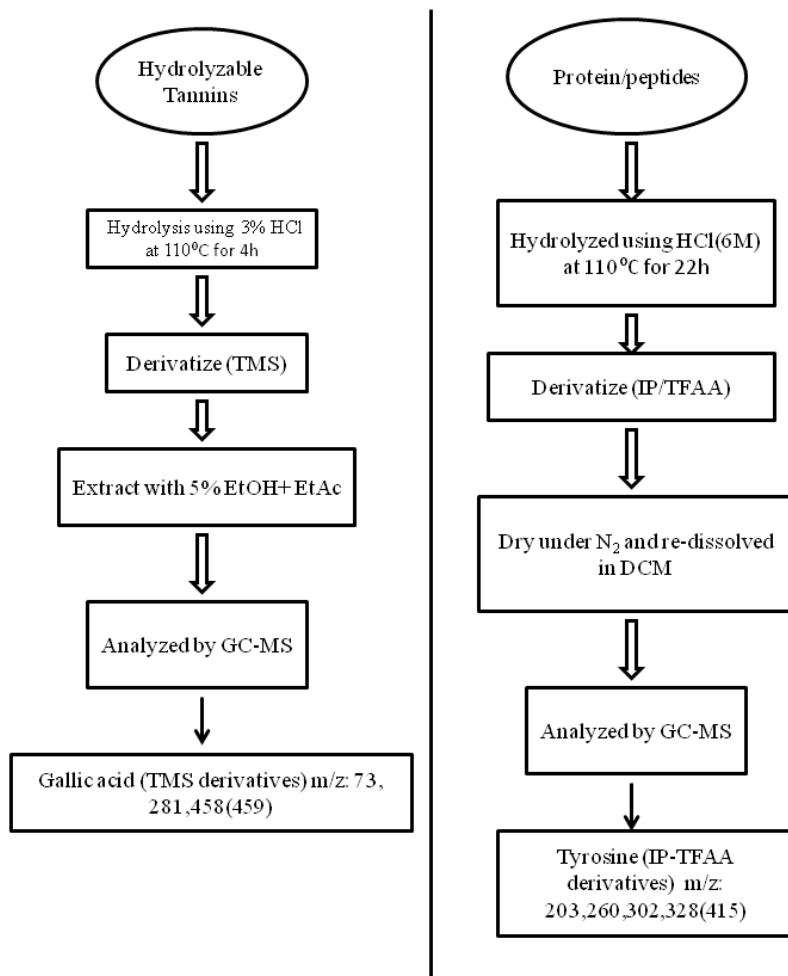 Hydrolyzable
Tannins
Hydrolysis using 3% HCl
at 110⁰C for 4h
Derivatize (TMS)
Extract with 5% EtOH+EtAc
Analyzed by GC-MS
Gallic acid (TMS derivatives) m/z: 73,
281,458(459)
Protein/peptides
Hydrolyzed using HCl(6M)
at 110⁰C for 22h
Derivatize (IP/TFAA)
Dry under N₂ and re-dissolved
in DCM
Analyzed by GC-MS
Tyrosine (IP-TFAA
derivatives) m/z:
203,260,302,328(415)